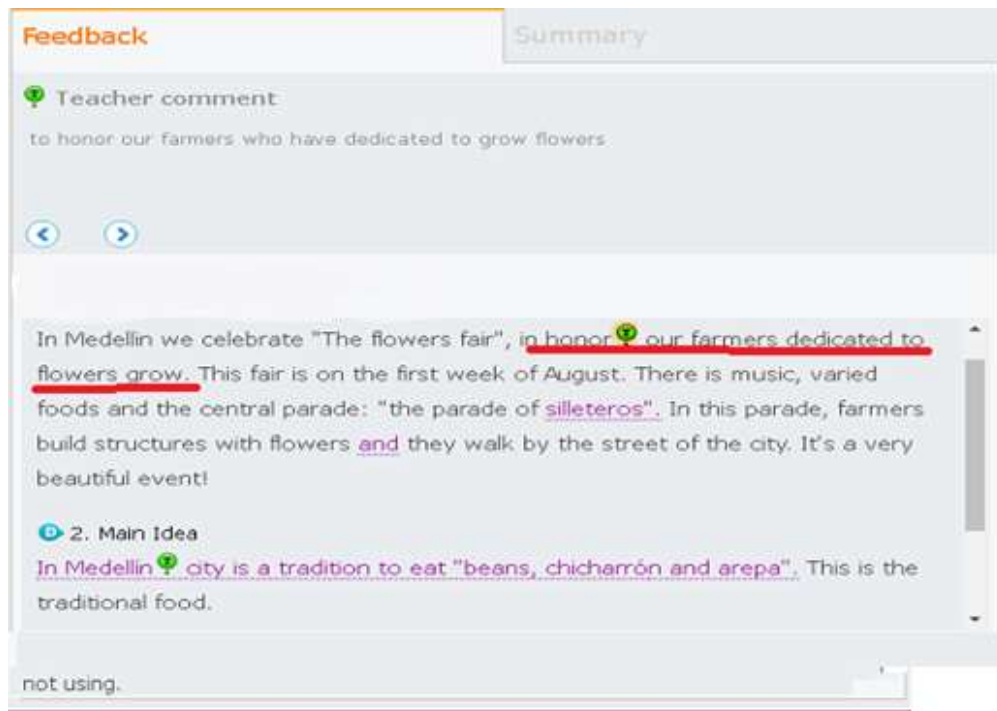 Feedback
Summary
Teacher comment
to honor our farmers who have dedicated to grow flowers
In Medellin we celebrate "The flowers fair", in honor our farmers dedicated to
flowers grow. This fair is on the first week of August. There is music, varied
foods and the central parade: "the parade of silleteros". In this parade, farmers
build structures with flowers and they walk by the street of the city. It's a very
beautiful event!
2. Main Idea
In Medellin city is a tradition to eat "beans, chicharrón and arepa". This is the
traditional food.
not using.